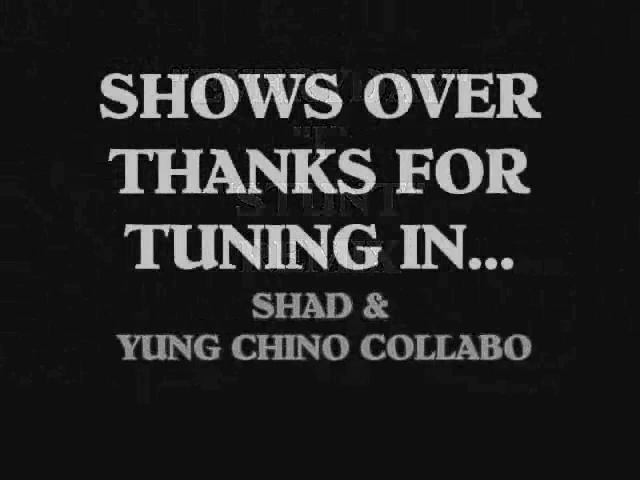 SHOWS OVER
THANKS FOR
TUNING IN...
SHAD &
YUNG CHINO COLLABO